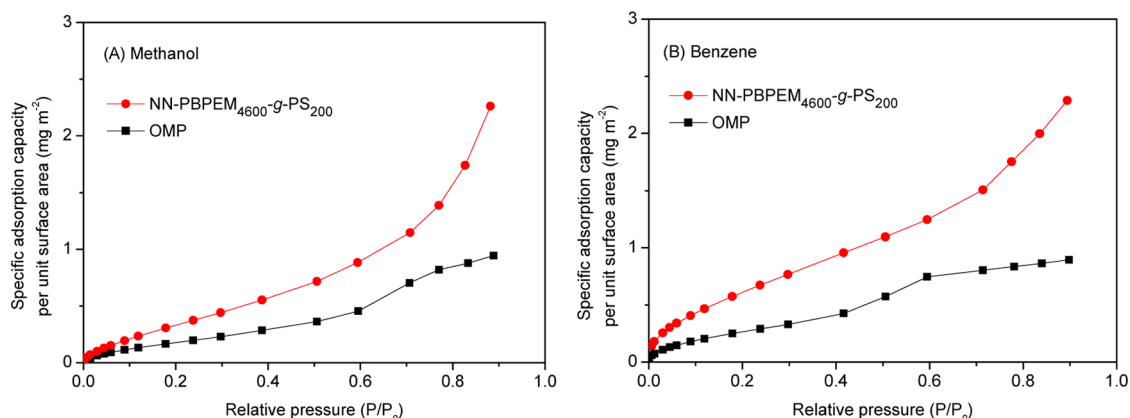 (A) Methanol
NN-PBPEM4600-g-PS200
OMP
Specific adsorption capacity
per unit surface area (mg m-2)
3
2
1
0
0.0 0.2 0.4 0.6 0.8 1.0
Relative pressure (P/P0)
(B) Benzene
NN-PBPEM4600-g-PS200
OMP
Specific adsorption capacity
per unit surface area (mg m-2)
3
2
1
0
0.0 0.2 0.4 0.6 0.8 1.0
Relative pressure (P/P0)